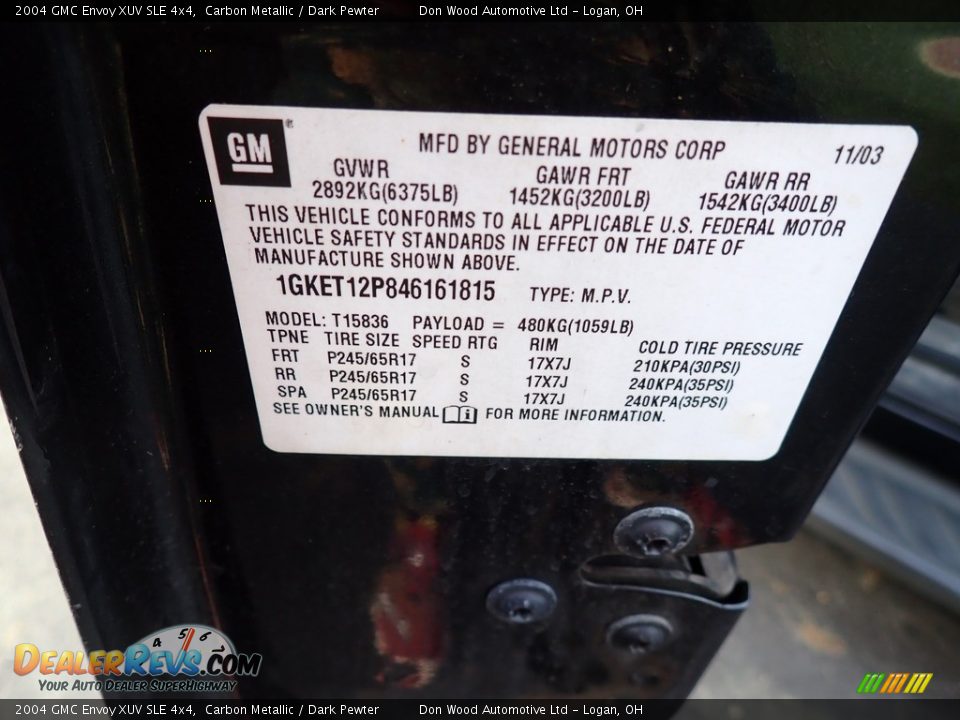 2004 GMC Envoy XUV SLE 4x4, Carbon Metallic / Dark Pewter Don Wood Automotive Ltd - Logan, OH
GM®
MFD BY GENERAL MOTORS CORP 11/03
GVWR GAWR FRT GAWR RR
2892KG(6375LB) 1452KG(3200LB) 1542KG(3400LB)
THIS VEHICLE CONFORMS TO ALL APPLICABLE U.S. FEDERAL MOTOR
VEHICLE SAFETY STANDARDS IN EFFECT ON THE DATE OF
MANUFACTURE SHOWN ABOVE.
1GKET12P846161815 TYPE: M.P.V.
MODEL: T15836 PAYLOAD = 480KG(1059LB)
TPNE TIRE SIZE SPEED RTG RIM COLD TIRE PRESSURE
FRT P245/65R17 S 17X7J 210KPA(30PSI)
RR P245/65R17 S 17X7J 240KPA(35PSI)
SPA P245/65R17 S 17X7J 240KPA(35PSI)
SEE OWNER'S MANUAL i FOR MORE INFORMATION.
4 5 6
DealerRevs.com
Your Auto Dealer SuperHighway
2004 GMC Envoy XUV SLE 4x4, Carbon Metallic / Dark Pewter Don Wood Automotive Ltd - Logan, OH